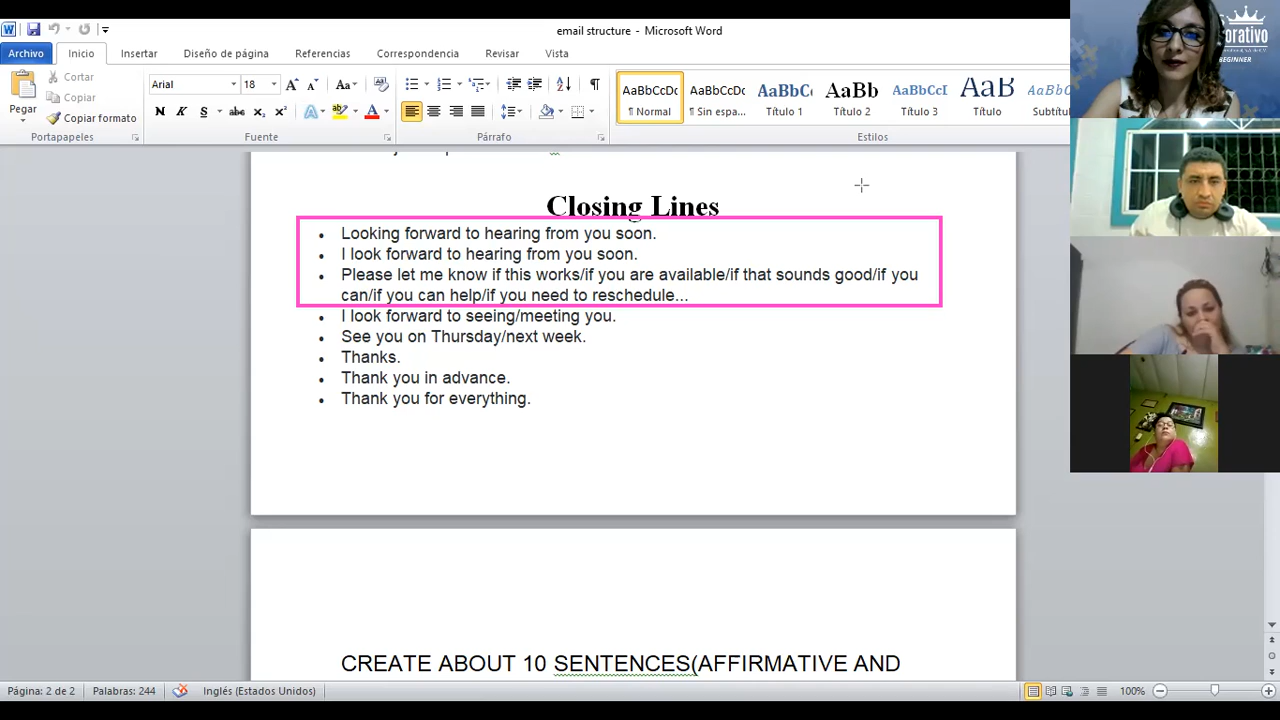 email structure - Microsoft Word
Archivo Inicio Insertar Diseño de página Referencias Correspondencia Revisar Vista
Pegar
Cortar
Copiar
Copiar formato
Portapapeles
Arial 18
N K S abc x₂ x²
Fuente
Párrafo
AaBbCcDc AaBbCcDc AaBbC AaBb AaBbCcI AaB AaBb
¶ Normal ¶ Sin espa... Título 1 Título 2 Título 3 Título Subtítu
Estilos
S
orativo
BEGINNER
Closing Lines
• Looking forward to hearing from you soon.
• I look forward to hearing from you soon.
• Please let me know if this works/if you are available/if that sounds good/if you
can/if you can help/if you need to reschedule...
• I look forward to seeing/meeting you.
• See you on Thursday/next week.
• Thanks.
• Thank you in advance.
• Thank you for everything.
CREATE ABOUT 10 SENTENCES(AFFIRMATIVE AND
Página: 2 de 2 Palabras: 244 Inglés (Estados Unidos) 100%